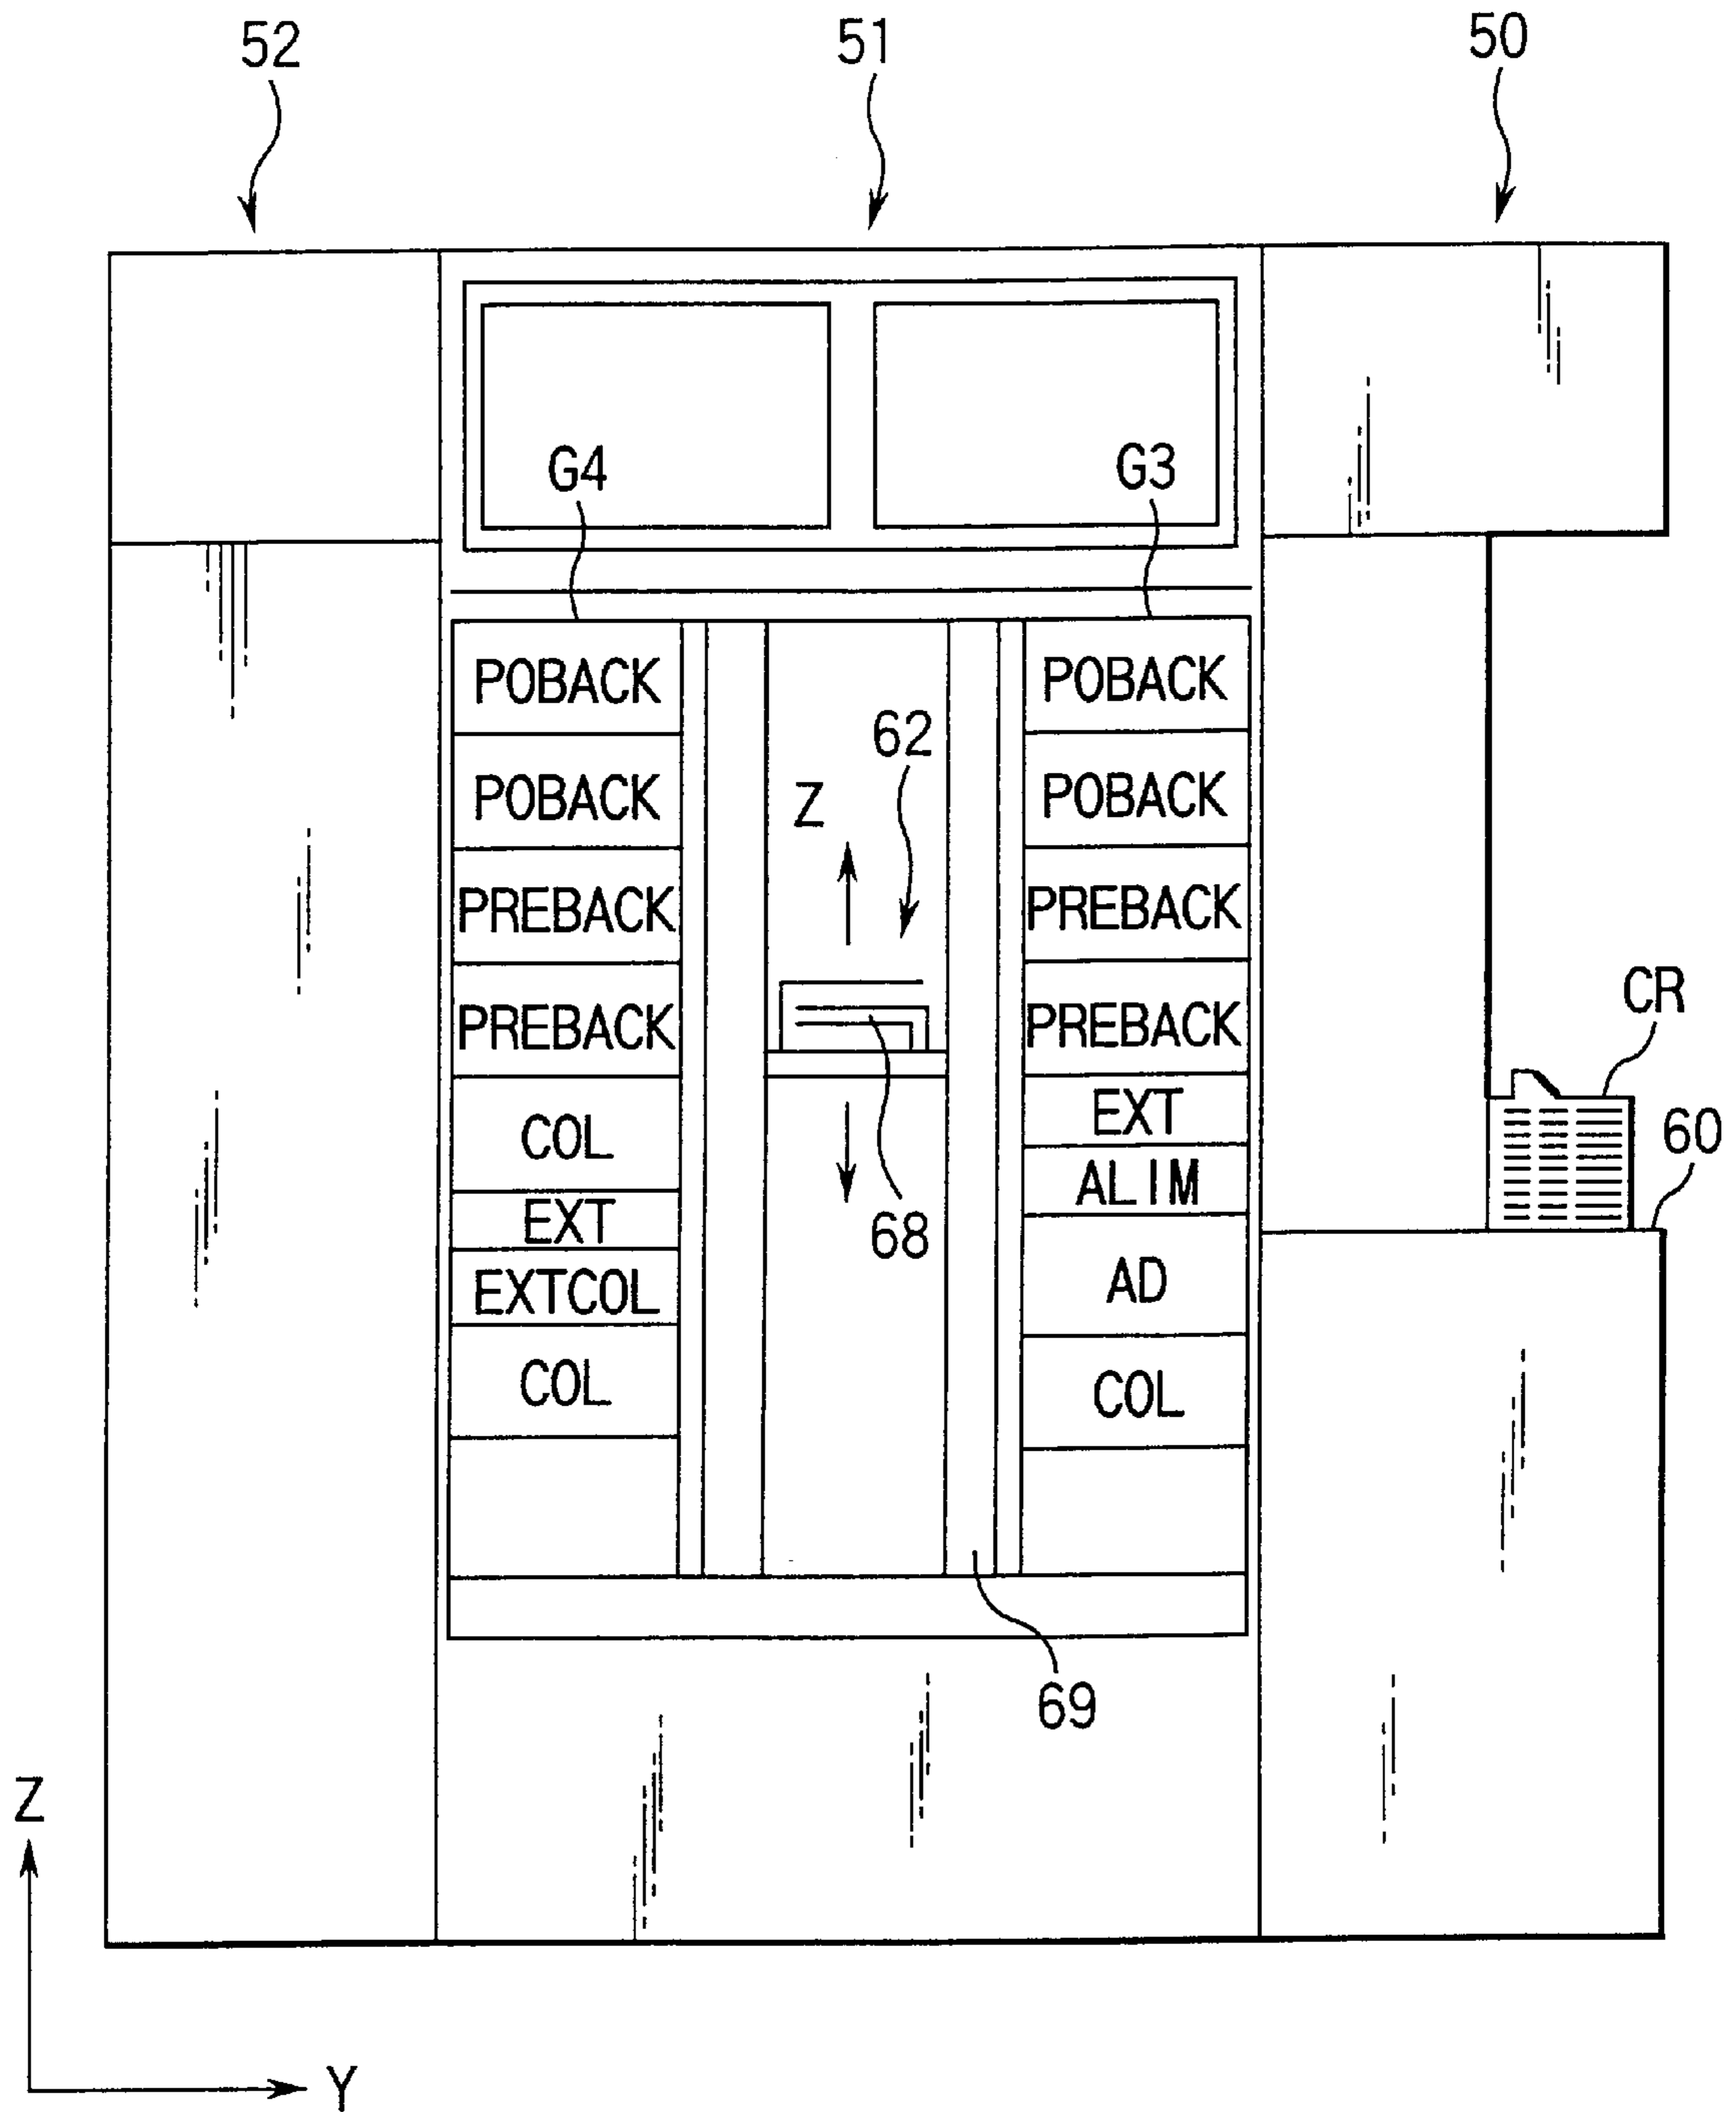 52 51 50
G4 G3
POBACK POBACK
62
POBACK Z POBACK
PREBACK PREBACK
CR
PREBACK PREBACK
EXT
COL 60
ALIM
EXT 68
EXTCOL AD
COL COL
69
Z
Y